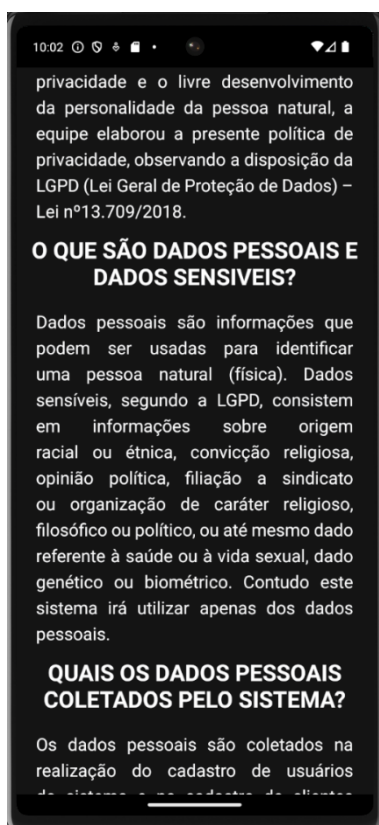 10:02
privacidade e o livre desenvolvimento
da personalidade da pessoa natural, a
equipe elaborou a presente política de
privacidade, observando a disposição da
LGPD (Lei Geral de Proteção de Dados) –
Lei nº13.709/2018.
O QUE SÃO DADOS PESSOAIS E
DADOS SENSIVEIS?
Dados pessoais são informações que
podem ser usadas para identificar
uma pessoa natural (física). Dados
sensíveis, segundo a LGPD, consistem
em informações sobre origem
racial ou étnica, convicção religiosa,
opinião política, filiação a sindicato
ou organização de caráter religioso,
filosófico ou político, ou até mesmo dado
referente à saúde ou à vida sexual, dado
genético ou biométrico. Contudo este
sistema irá utilizar apenas dos dados
pessoais.
QUAIS OS DADOS PESSOAIS
COLETADOS PELO SISTEMA?
Os dados pessoais são coletados na
realização do cadastro de usuários